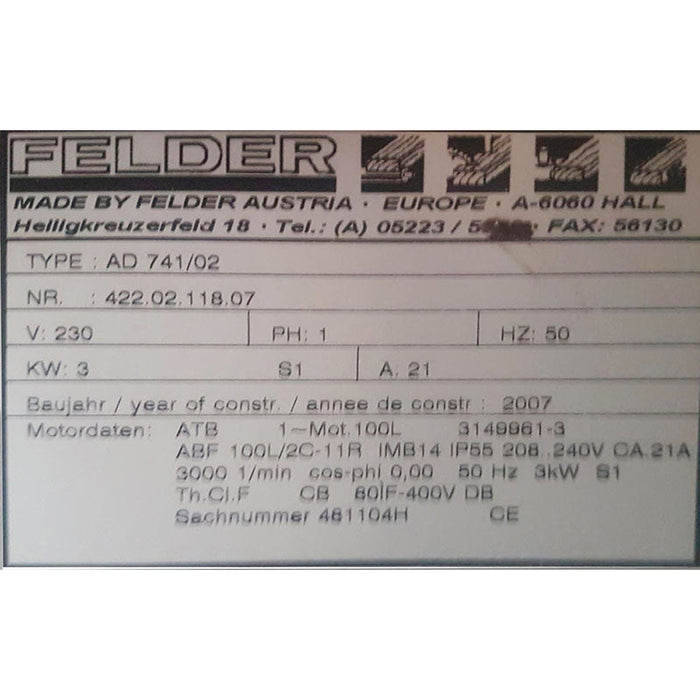 FELDER
MADE BY FELDER AUSTRIA · EUROPE · A-6060 HALL
Heiligkreuzerfeld 18 · Tel.: (A) 05223 / · FAX: 56130
TYPE : AD 741/02
NR. : 422.02.118.07
V: 230 PH: 1 HZ: 50
KW: 3 S1 A: 21
Baujahr / year of constr. / annee de constr : 2007
Motordaten: ATB 1~Mot.100L 3149961-3
ABF 100L/2C-11R IMB14 IP55 208..240V CA.21A
3000 1/min cos-phi 0,00 50 Hz 3kW S1
Th.Cl.F CB 80 -400V DB
Sachnummer 481104H CE